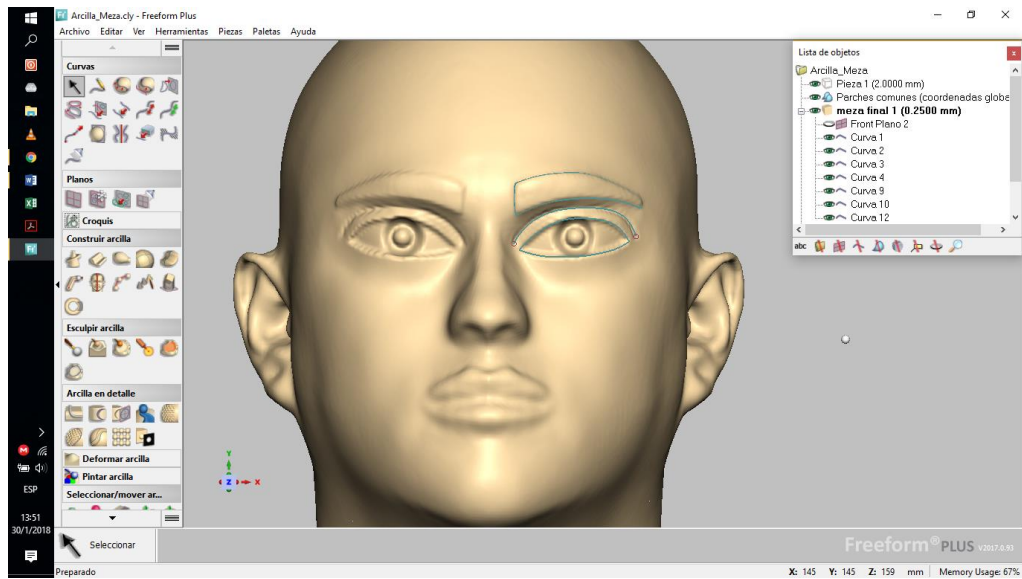 Arcilla_Meza.cly - Freeform Plus
Archivo Editar Ver Herramientas Piezas Paletas Ayuda
Curvas
Planos
Croquis
Construir arcilla
Esculpir arcilla
Arcilla en detalle
Deformar arcilla
Pintar arcilla
Seleccionar/mover ar...
Lista de objetos
Arcilla_Meza
Pieza 1 (2.0000 mm)
Parches comunes (coordenadas globa
meza final 1 (0.2500 mm)
Front Plano 2
Curva 1
Curva 2
Curva 3
Curva 4
Curva 9
Curva 10
Curva 12
abc
Y
Z X
ESP
13:51
30/1/2018
Seleccionar
Freeform® PLUS V2017.0.93
Preparado
X: 145 Y: 145 Z: 159 mm Memory Usage: 67%